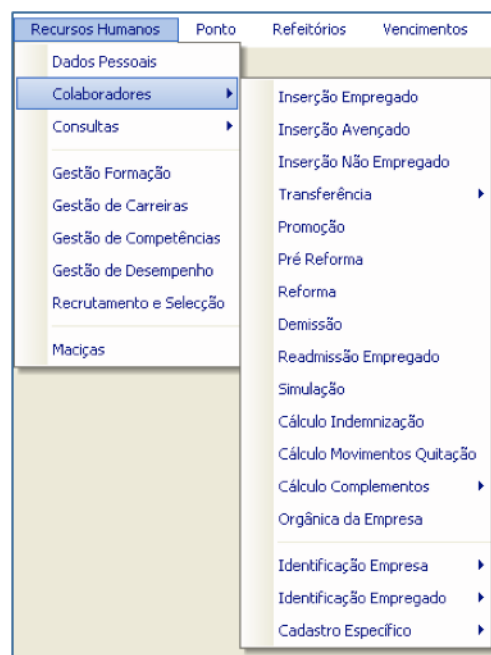 Recursos Humanos Ponto Refeitórios Vencimentos
Dados Pessoais
Colaboradores
Consultas
Gestão Formação
Gestão de Carreiras
Gestão de Competências
Gestão de Desempenho
Recrutamento e Selecção
Maciças
Inserção Empregado
Inserção Avençado
Inserção Não Empregado
Transferência
Promoção
Pré Reforma
Reforma
Demissão
Readmissão Empregado
Simulação
Cálculo Indemnização
Cálculo Movimentos Quitação
Cálculo Complementos
Orgânica da Empresa
Identificação Empresa
Identificação Empregado
Cadastro Específico